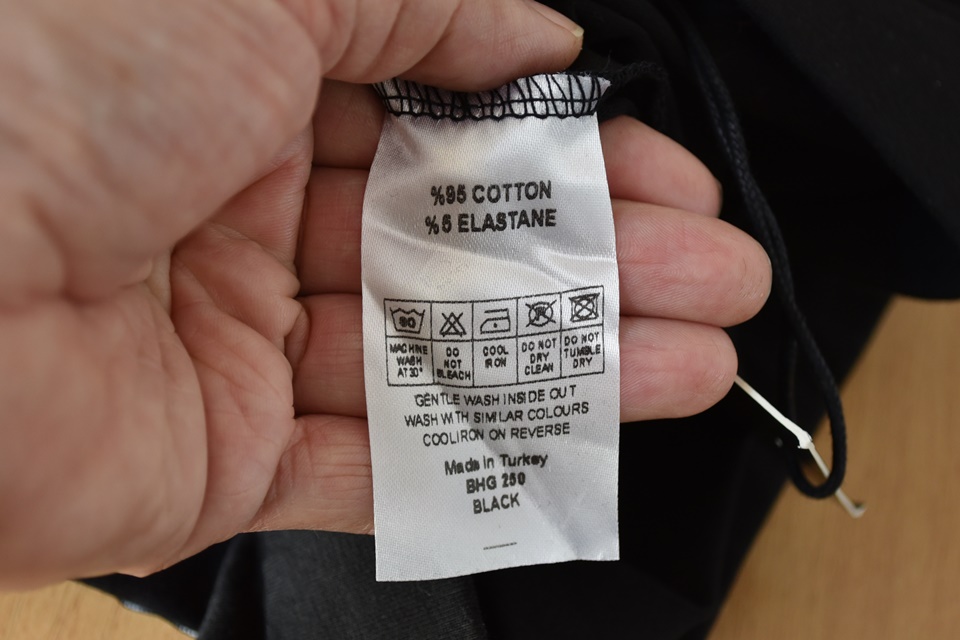 %95 COTTON
%5 ELASTANE
30
P
MACHINE WASH AT 30°
DO NOT BLEACH
COOL IRON
DO NOT DRY CLEAN
DO NOT TUMBLE DRY
GENTLE WASH INSIDE OUT
WASH WITH SIMILAR COLOURS
COOL IRON ON REVERSE
Made in Turkey
BHG 250
BLACK